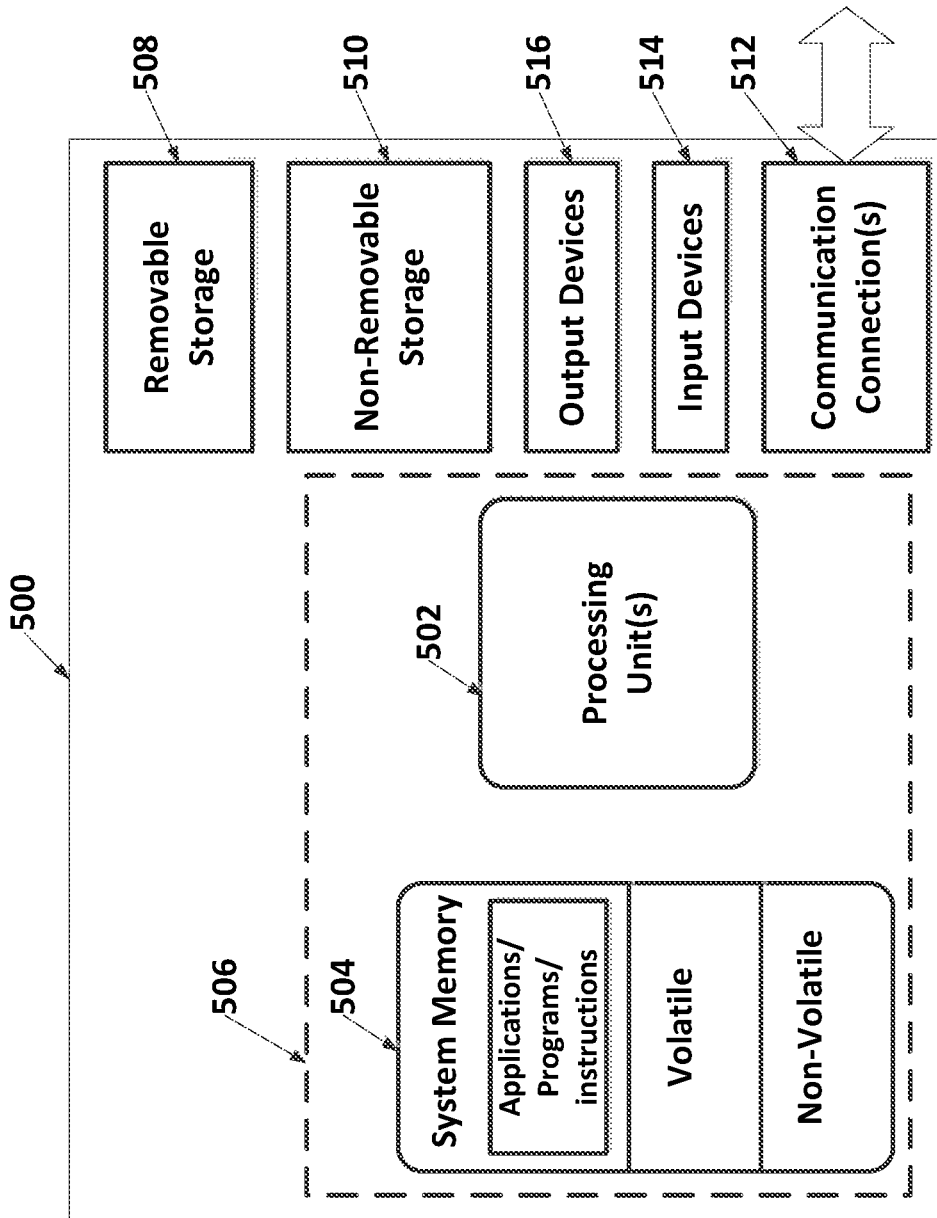 500
506
504
System Memory
Applications/
Programs/
instructions
Volatile
Non-Volatile
502
Processing
Unit(s)
Removable
Storage
508
Non-Removable
Storage
510
Output Devices
516
Input Devices
514
Communication
Connection(s)
512